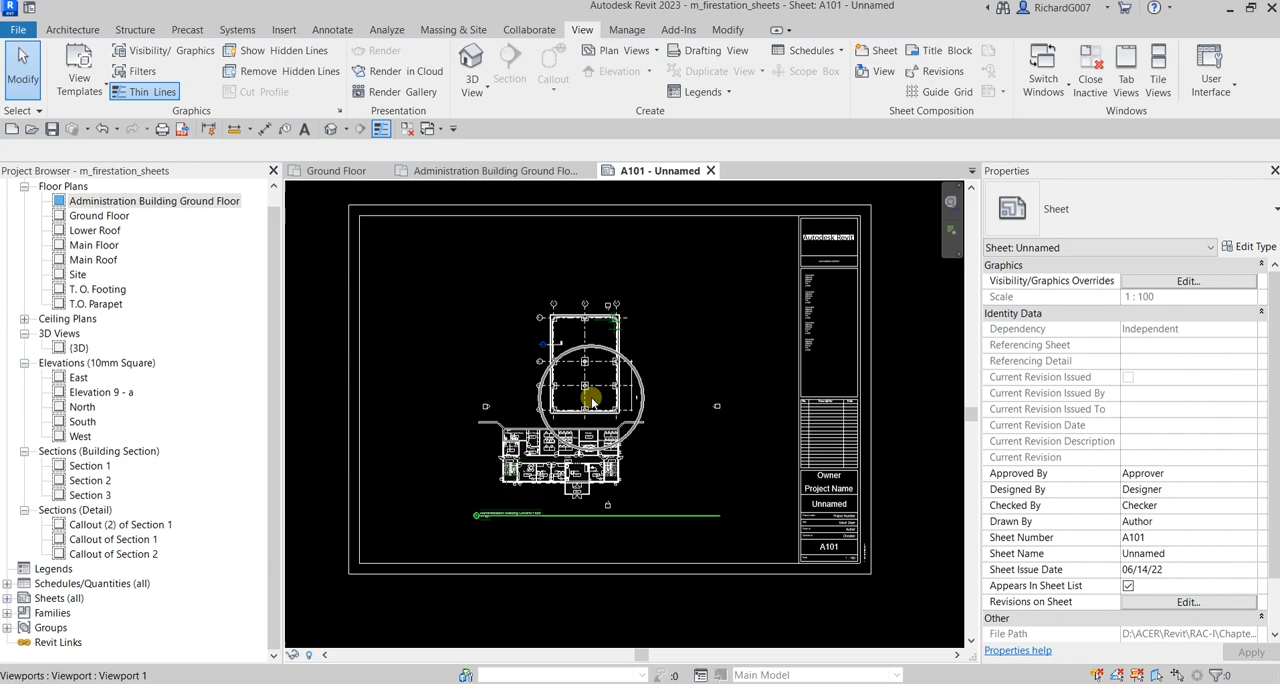 Autodesk Revit 2023 - m_firestation_sheets - Sheet: A101 - Unnamed
RichardG007
File Architecture Structure Precast Systems Insert Annotate Analyze Massing & Site Collaborate View Manage Add-Ins Modify
Modify
View
Templates
Visibility/ Graphics
Filters
Thin Lines
Show Hidden Lines
Remove Hidden Lines
Cut Profile
Render
Render in Cloud
Render Gallery
3D
View
Section
Callout
Plan Views
Elevation
Drafting View
Duplicate View
Legends
Schedules
Scope Box
Sheet
View
Title Block
Revisions
Guide Grid
Switch
Windows
Close
Inactive
Tab
Views
Tile
Views
User
Interface
Select
Graphics
Presentation
Create
Sheet Composition
Windows
Project Browser - m_firestation_sheets
Floor Plans
Administration Building Ground Floor
Ground Floor
Lower Roof
Main Floor
Main Roof
Site
T. O. Footing
T.O. Parapet
Ceiling Plans
3D Views
{3D}
Elevations (10mm Square)
East
Elevation 9 - a
North
South
West
Sections (Building Section)
Section 1
Section 2
Section 3
Sections (Detail)
Callout (2) of Section 1
Callout of Section 1
Callout of Section 2
Legends
Schedules/Quantities (all)
Sheets (all)
Families
Groups
Revit Links
Ground Floor
Administration Building Ground Flo...
A101 - Unnamed
Autodesk Revit
Owner
Project Name
Unnamed
A101
Administration Building Ground Floor
Properties
Sheet
Sheet: Unnamed
Edit Type
Graphics
Visibility/Graphics Overrides Edit...
Scale 1 : 100
Identity Data
Dependency Independent
Referencing Sheet
Referencing Detail
Current Revision Issued
Current Revision Issued By
Current Revision Issued To
Current Revision Date
Current Revision Description
Current Revision
Approved By Approver
Designed By Designer
Checked By Checker
Drawn By Author
Sheet Number A101
Sheet Name Unnamed
Sheet Issue Date 06/14/22
Appears In Sheet List
Revisions on Sheet Edit...
Other
File Path D:\ACER\Revit\RAC-I\Chapte...
Properties help
Apply
Viewports : Viewport : Viewport 1
:0
Main Model
:0